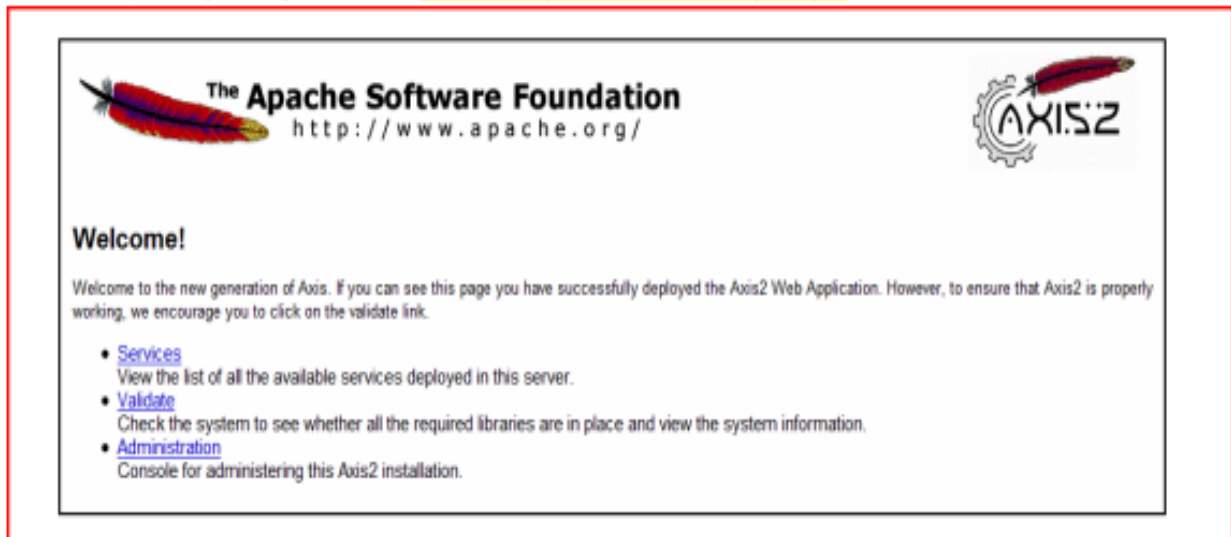 The Apache Software Foundation
http://www.apache.org/
AXIS2
Welcome!
Welcome to the new generation of Axis. If you can see this page you have successfully deployed the Axis2 Web Application. However, to ensure that Axis2 is properly
working, we encourage you to click on the validate link.
Services
View the list of all the available services deployed in this server.
Validate
Check the system to see whether all the required libraries are in place and view the system information.
Administration
Console for administering this Axis2 installation.